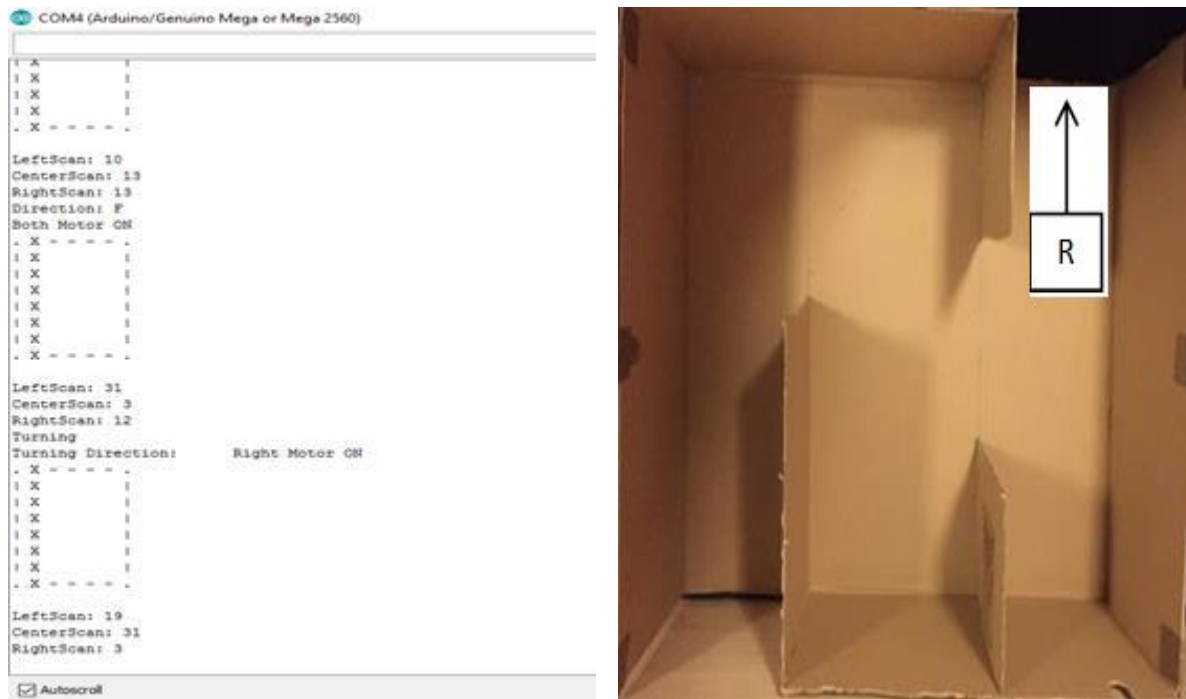 COM4 (Arduino/Genuino Mega or Mega 2560)
| X |
| X |
| X |
| X |
. X - - - - .
LeftScan: 10
CenterScan: 13
RightScan: 13
Direction: F
Both Motor ON
. X - - - - .
| X |
| X |
| X |
| X |
| X |
| X |
. X - - - - .
LeftScan: 31
CenterScan: 3
RightScan: 12
Turning
Turning Direction: Right Motor ON
. X - - - - .
| X |
| X |
| X |
| X |
| X |
| X |
. X - - - - .
LeftScan: 19
CenterScan: 31
RightScan: 3
Autoscroll
R